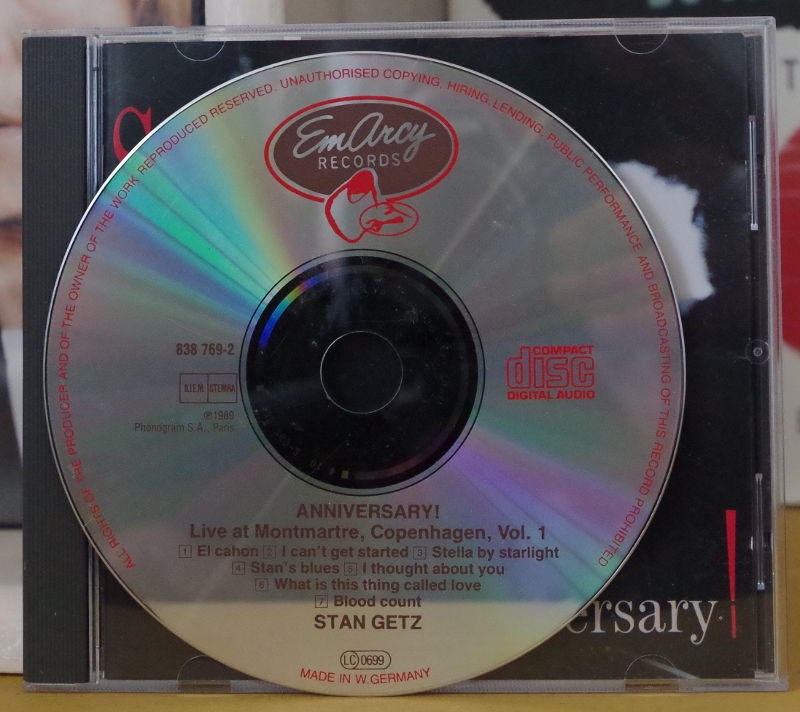 S
ALL RIGHTS OF THE PRODUCER AND OF THE OWNER OF THE WORK REPRODUCED RESERVED. UNAUTHORISED COPYING, HIRING, LENDING, PUBLIC PERFORMANCE AND BROADCASTING OF THIS RECORD PROHIBITED
EmArcy
RECORDS
838 769-2
B.I.E.M. STEMRA
℗1989
Phonogram S.A., Paris
COMPACT
disc
DIGITAL AUDIO
ANNIVERSARY!
Live at Montmartre, Copenhagen, Vol. 1
1 El cahon 2 I can't get started 3 Stella by starlight
4 Stan's blues 5 I thought about you
6 What is this thing called love
7 Blood count
STAN GETZ
ersary!
LC 0699
MADE IN W. GERMANY